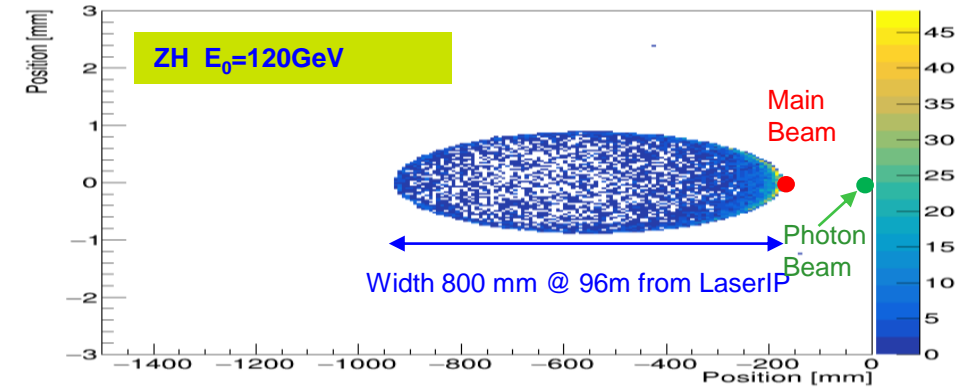 Position [mm]
3
2
1
0
−1
−2
−3
ZH E₀=120GeV
Main
Beam
Photon
Beam
Width 800 mm @ 96m from LaserIP
−1400 −1200 −1000 −800 −600 −400 −200 0
Position [mm]
45
40
35
30
25
20
15
10
5
0